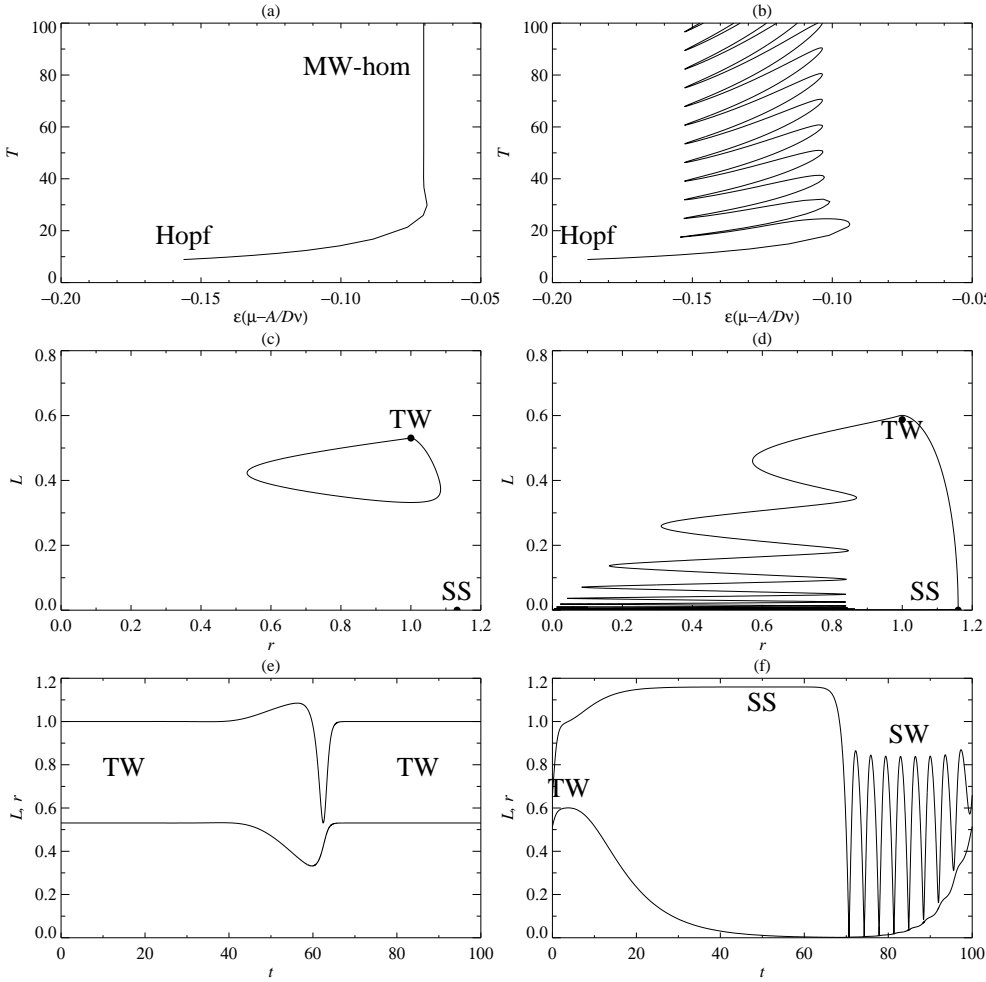 (a)
100
80
60
40
20
0
T
MW-hom
Hopf
−0.20
−0.15
−0.10
−0.05
ε(μ−A/Dν)
(b)
100
80
60
40
20
0
T
Hopf
−0.20
−0.15
−0.10
−0.05
ε(μ−A/Dν)
(c)
0.8
0.6
0.4
0.2
0.0
L
TW
SS
0.0
0.2
0.4
0.6
0.8
1.0
1.2
r
(d)
0.8
0.6
0.4
0.2
0.0
L
TW
SS
0.0
0.2
0.4
0.6
0.8
1.0
1.2
r
(e)
1.2
1.0
0.8
0.6
0.4
0.2
0.0
L, r
TW
TW
0
20
40
60
80
100
t
(f)
1.2
1.0
0.8
0.6
0.4
0.2
0.0
L, r
TW
SS
SW
0
20
40
60
80
100
t